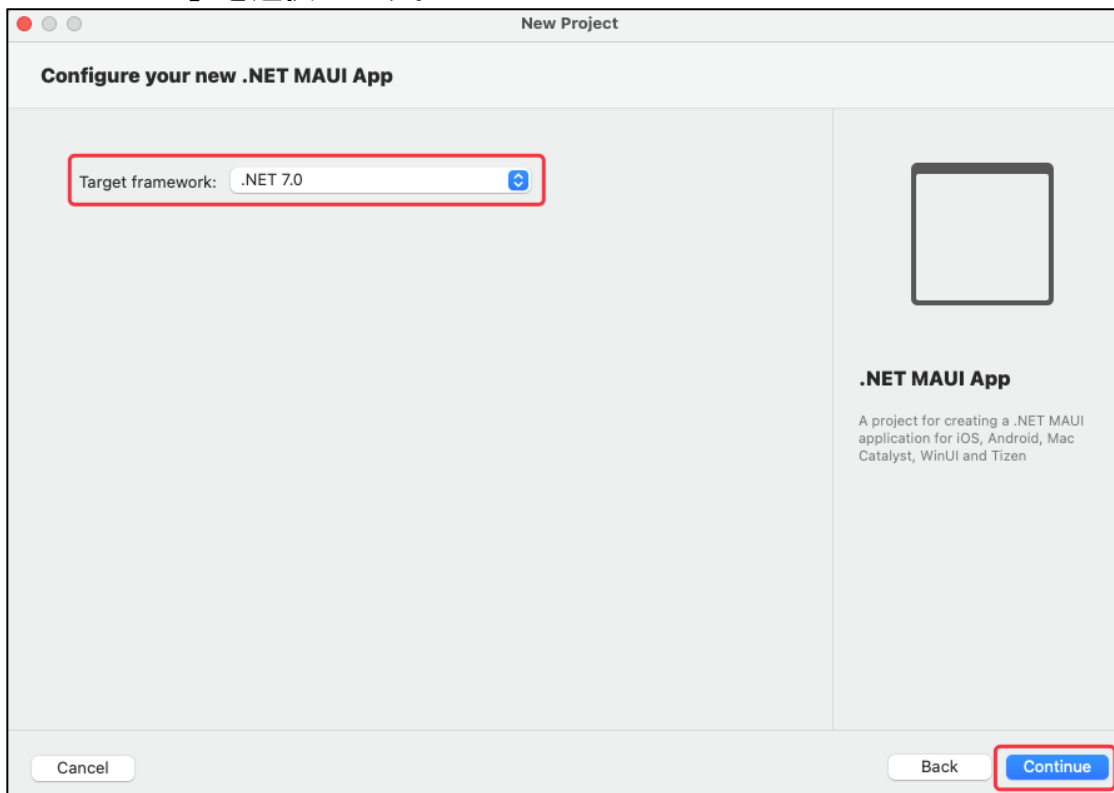 New Project
Configure your new .NET MAUI App
Target framework: .NET 7.0
.NET MAUI App
A project for creating a .NET MAUI
application for iOS, Android, Mac
Catalyst, WinUI and Tizen
Cancel
Back
Continue